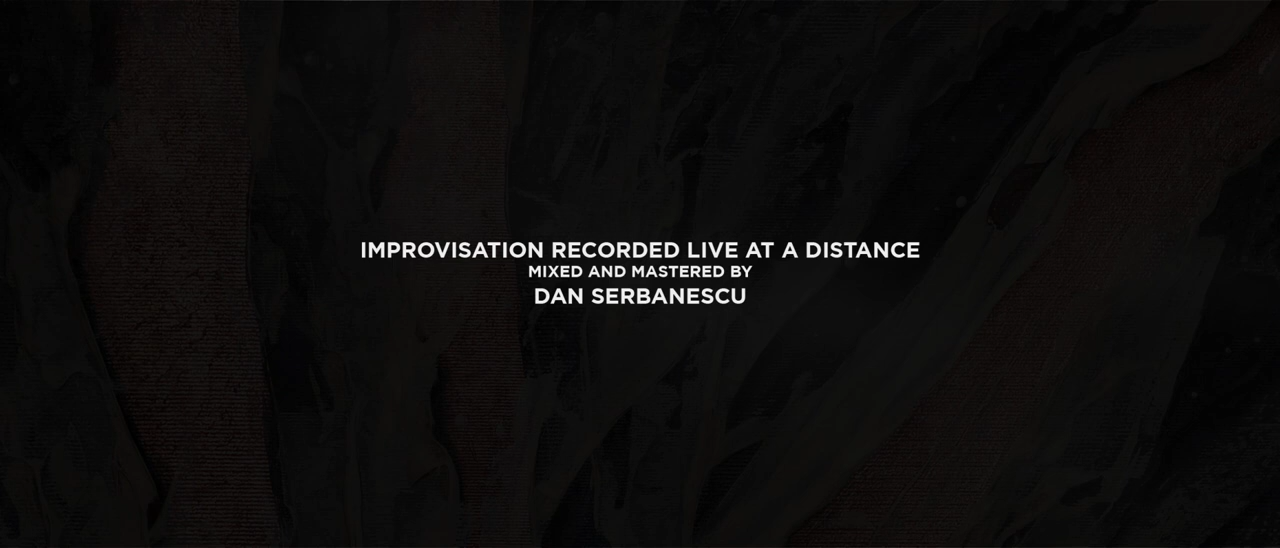 IMPROVISATION RECORDED LIVE AT A DISTANCE
MIXED AND MASTERED BY
DAN SERBANESCU